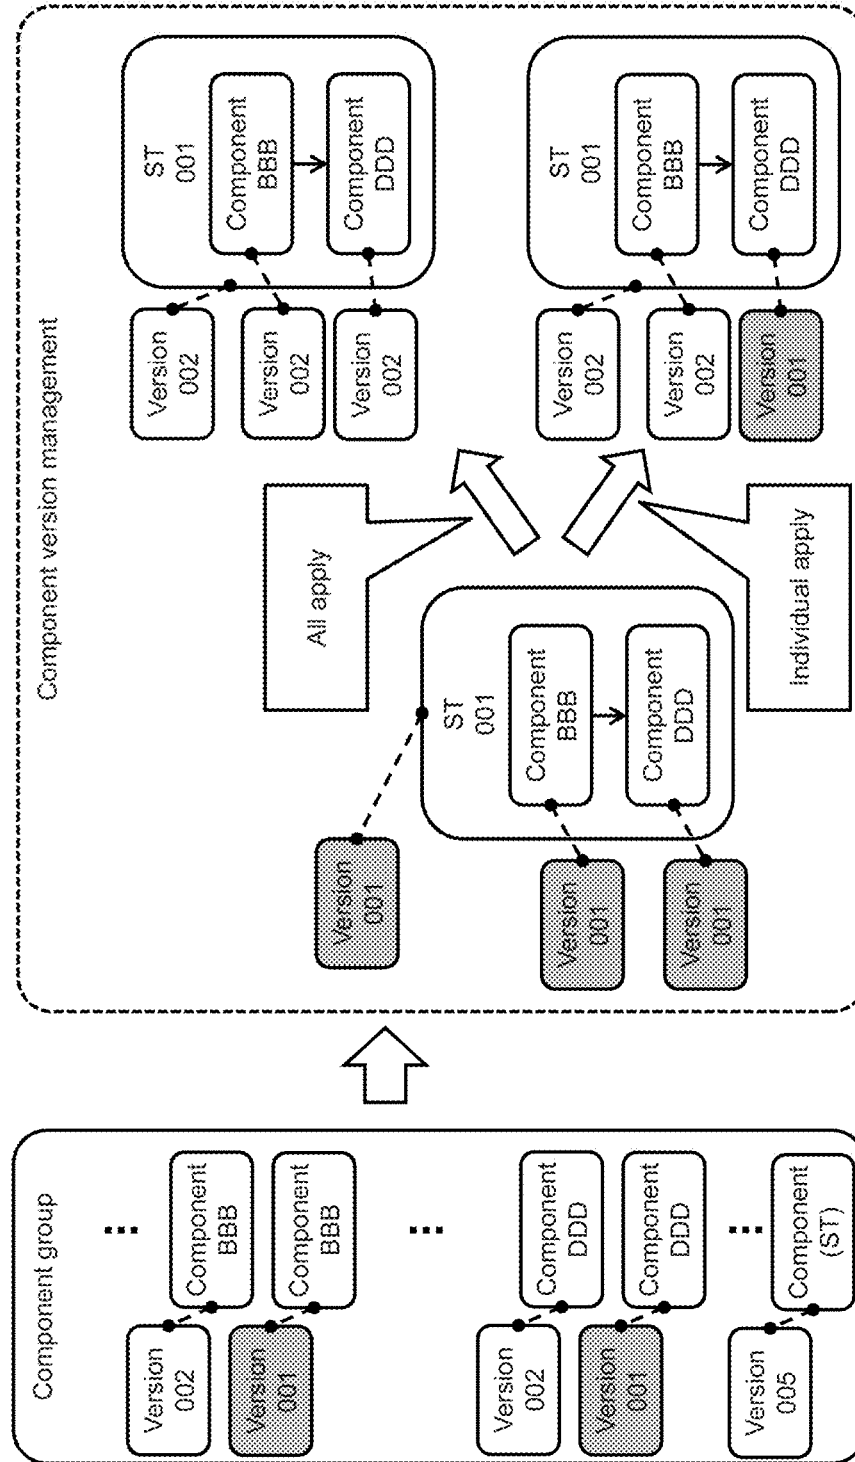 Component group
...
Version
002
Component
BBB
Version
001
Component
BBB
...
Version
002
Component
DDD
Version
001
Component
DDD
...
Version
005
Component
(ST)
Component version management
Version
001
ST
001
Version
001
Component
BBB
Version
001
Component
DDD
All apply
Individual apply
Version
002
ST
001
Version
002
Component
BBB
Version
002
Component
DDD
Version
002
ST
001
Version
002
Component
BBB
Version
001
Component
DDD